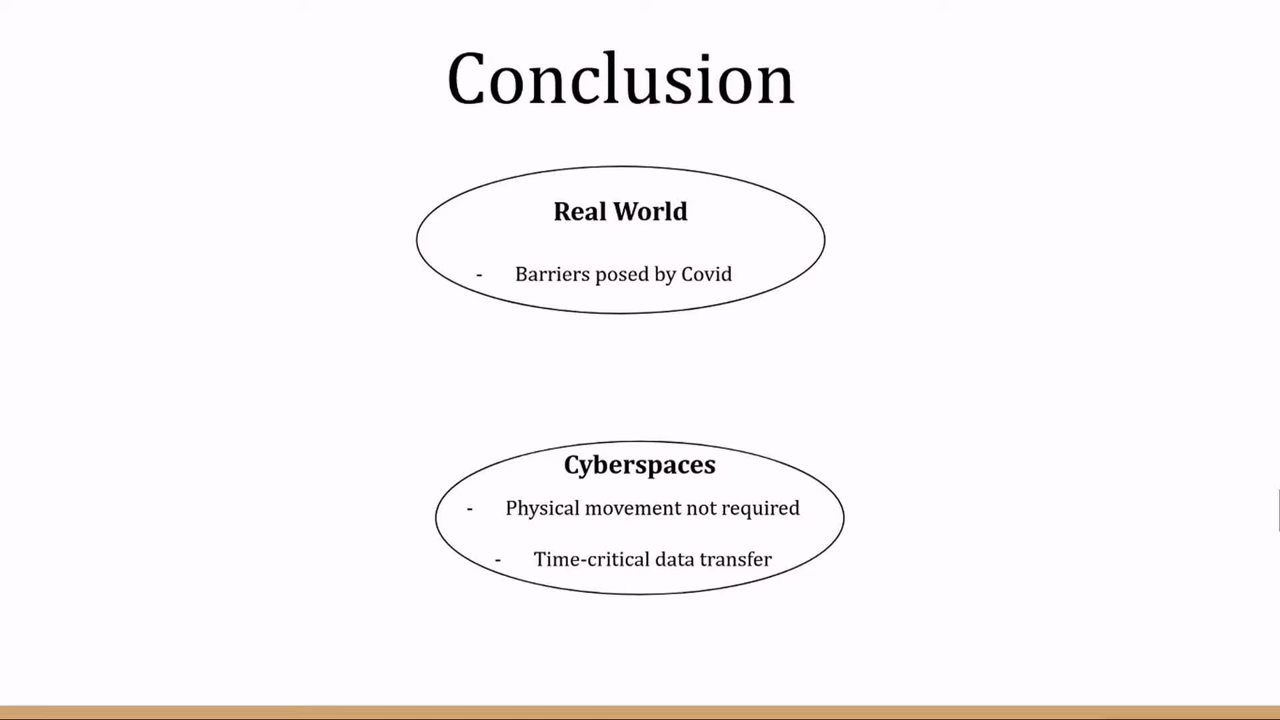 Conclusion
Real World
- Barriers posed by Covid
Cyberspaces
- Physical movement not required
- Time-critical data transfer